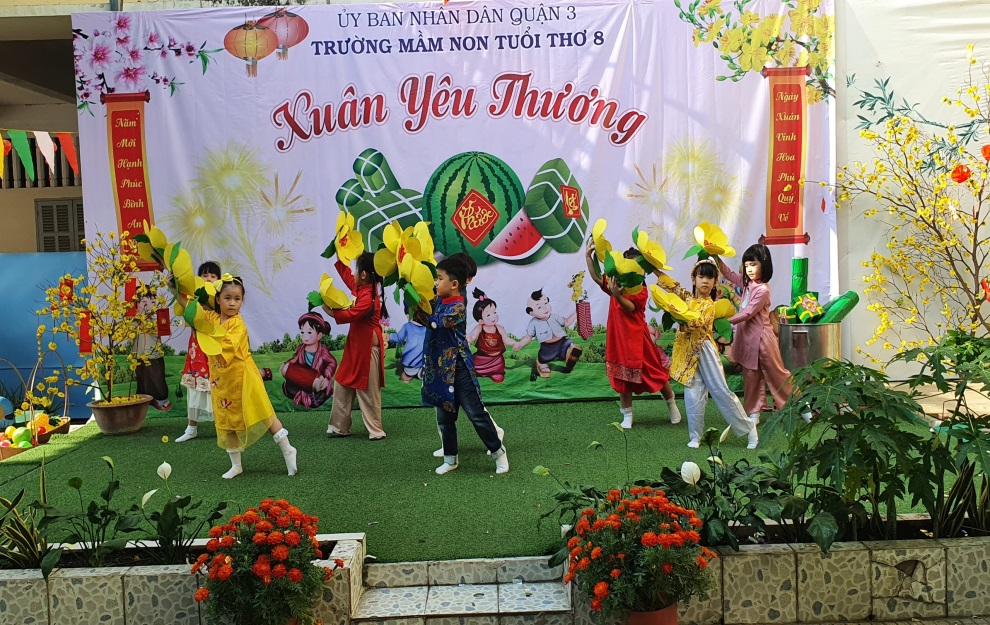 ỦY BAN NHÂN DÂN QUẬN 3
TRƯỜNG MẦM NON TUỔI THƠ 8
Xuân Yêu Thương
Năm
Mới
Hạnh
Phúc
Bình
An
Ngày
Xuân
Vinh
Hoa
Phú
Quý
Về